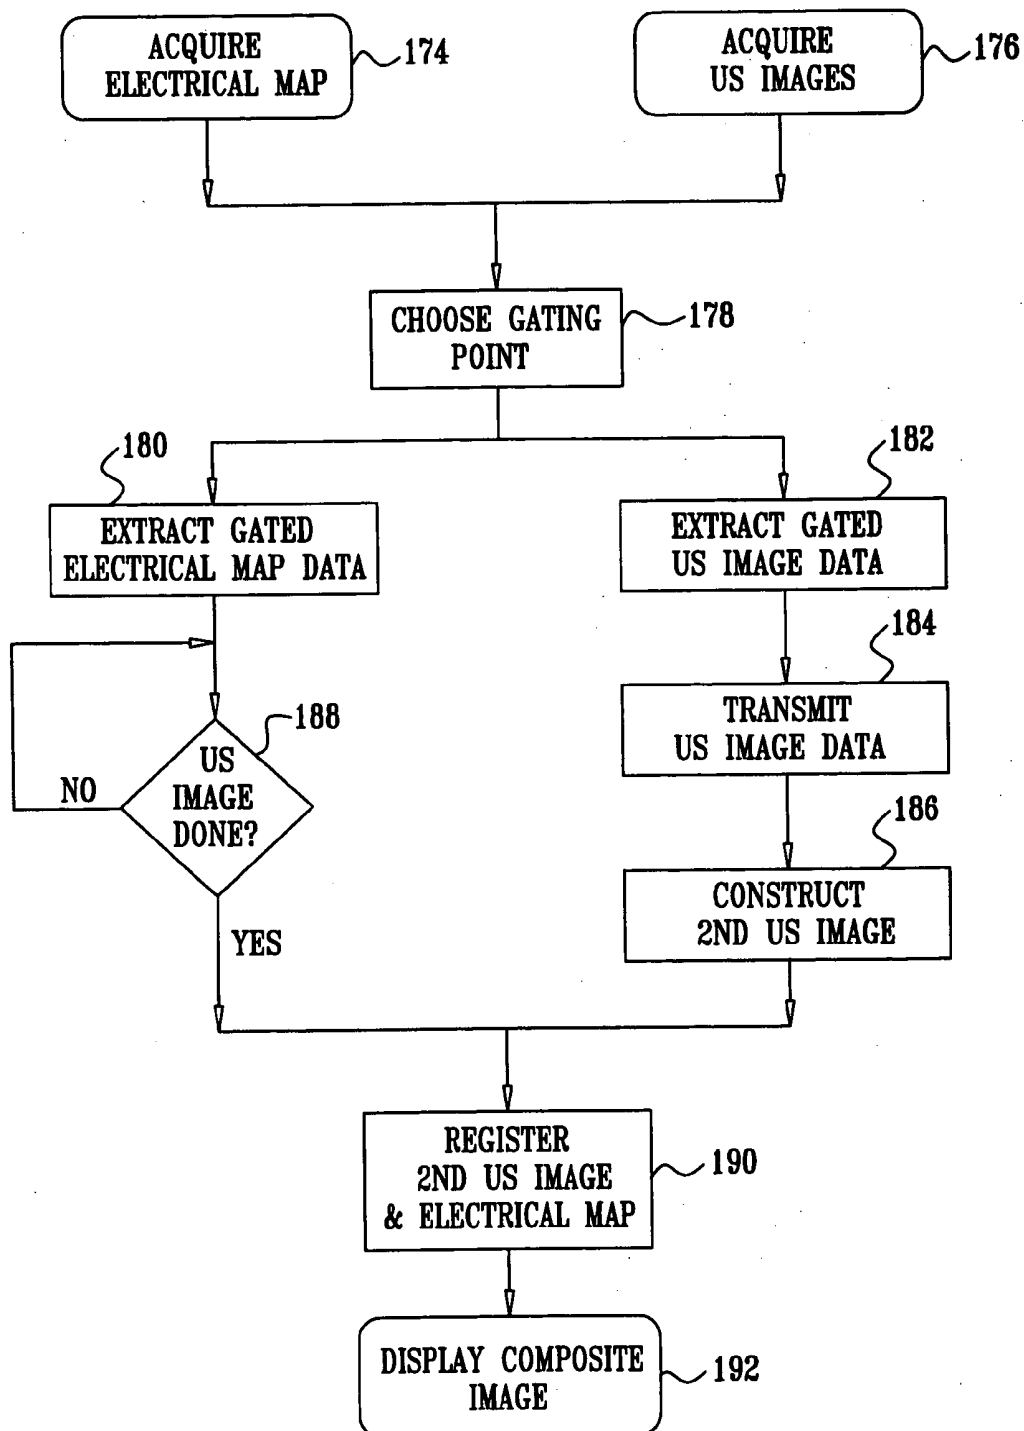 ACQUIRE
ELECTRICAL MAP
174
ACQUIRE
US IMAGES
176
CHOOSE GATING
POINT
178
180
EXTRACT GATED
ELECTRICAL MAP DATA
182
EXTRACT GATED
US IMAGE DATA
184
TRANSMIT
US IMAGE DATA
188
US
IMAGE
DONE?
NO
YES
186
CONSTRUCT
2ND US IMAGE
REGISTER
2ND US IMAGE
& ELECTRICAL MAP
190
DISPLAY COMPOSITE
IMAGE
192